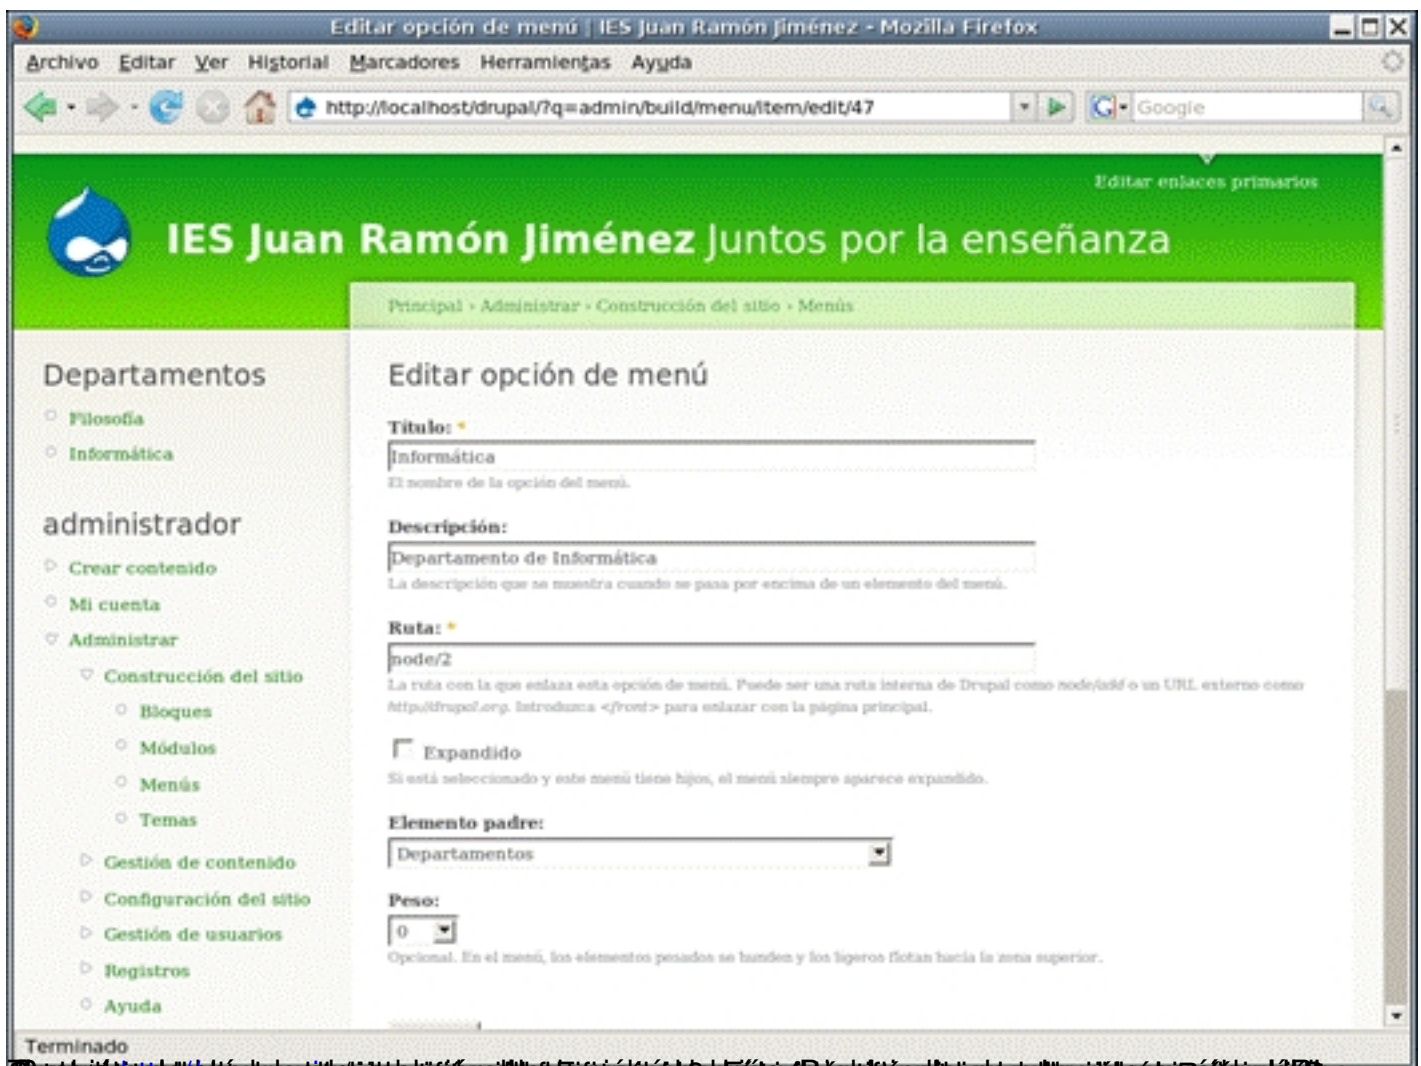 Editar opción de menú | IES Juan Ramón Jiménez - Mozilla Firefox
Archivo Editar Ver Historial Marcadores Herramientas Ayuda
http://localhost/drupal/?q=admin/build/menu/item/edit/47
Google
Editar enlaces primarios
IES Juan Ramón Jiménez Juntos por la enseñanza
Principal › Administrar › Construcción del sitio › Menús
Departamentos
Filosofía
Informática
administrador
Crear contenido
Mi cuenta
Administrar
Construcción del sitio
Bloques
Módulos
Menús
Temas
Gestión de contenido
Configuración del sitio
Gestión de usuarios
Registros
Ayuda
Editar opción de menú
Título: *
Informática
El nombre de la opción del menú.
Descripción:
Departamento de Informática
La descripción que se muestra cuando se pasa por encima de un elemento del menú.
Ruta: *
node/2
La ruta con la que enlaza esta opción de menú. Puede ser una ruta interna de Drupal como node/add o un URL externo como
http://drupal.org. Introduzca <front> para enlazar con la página principal.
Expandido
Si está seleccionado y este menú tiene hijos, el menú siempre aparece expandido.
Elemento padre:
Departamentos
Peso:
0
Opcional. En el menú, los elementos pesados se hunden y los ligeros flotan hacia la zona superior.
Terminado